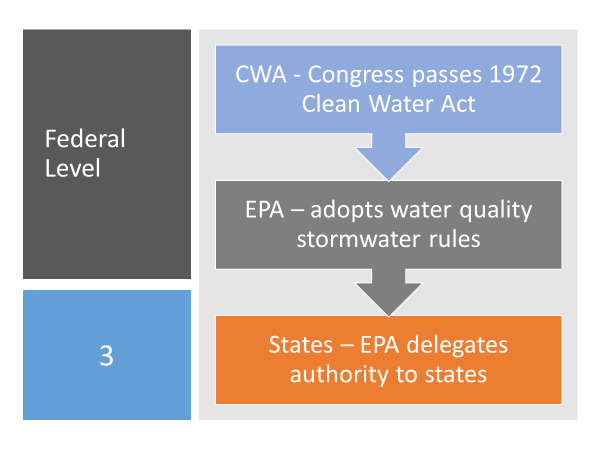 Federal
Level
3
CWA - Congress passes 1972
Clean Water Act
EPA – adopts water quality
stormwater rules
States – EPA delegates
authority to states